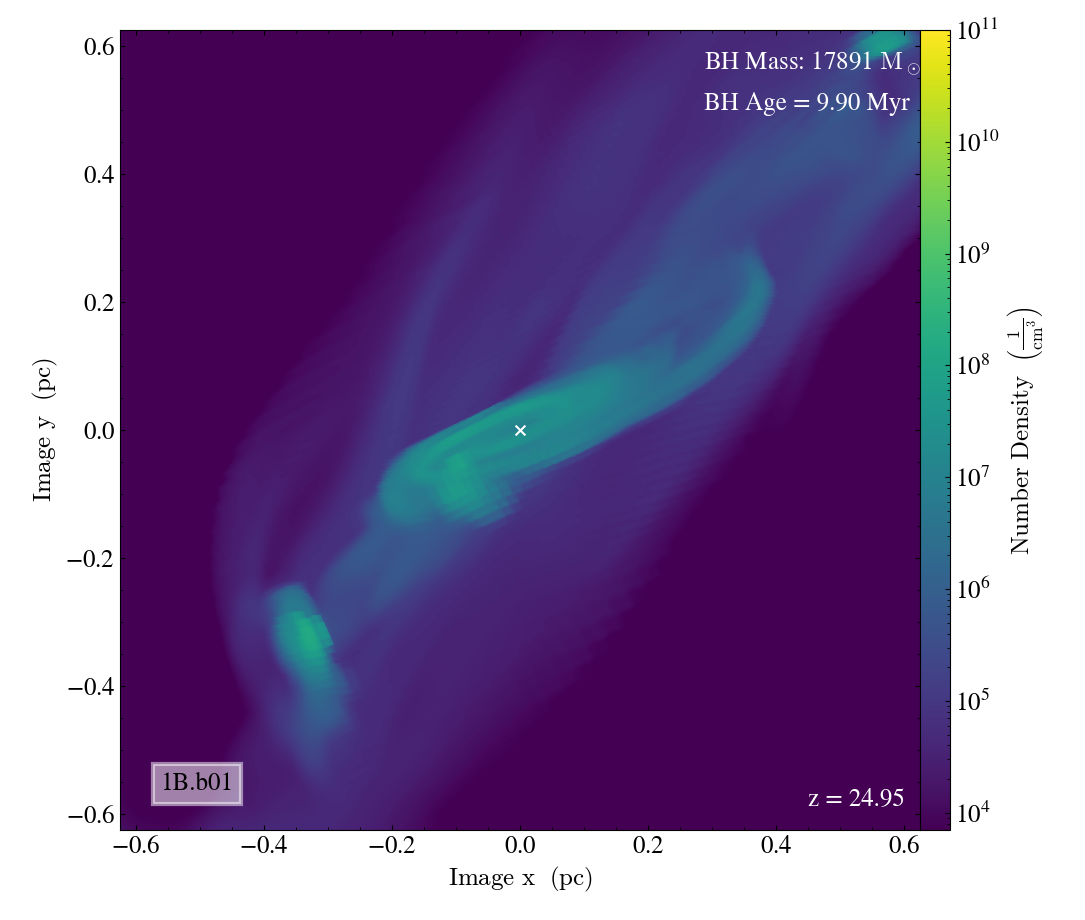 BH Mass: 17891 M☉
BH Age = 9.90 Myr
1B.b01
z = 24.95
0.6
0.4
0.2
0.0
−0.2
−0.4
−0.6
Image y (pc)
−0.6 −0.4 −0.2 0.0 0.2 0.4 0.6
Image x (pc)
10¹¹
10¹⁰
10⁹
10⁸
10⁷
10⁶
10⁵
10⁴
Number Density (1/cm³)